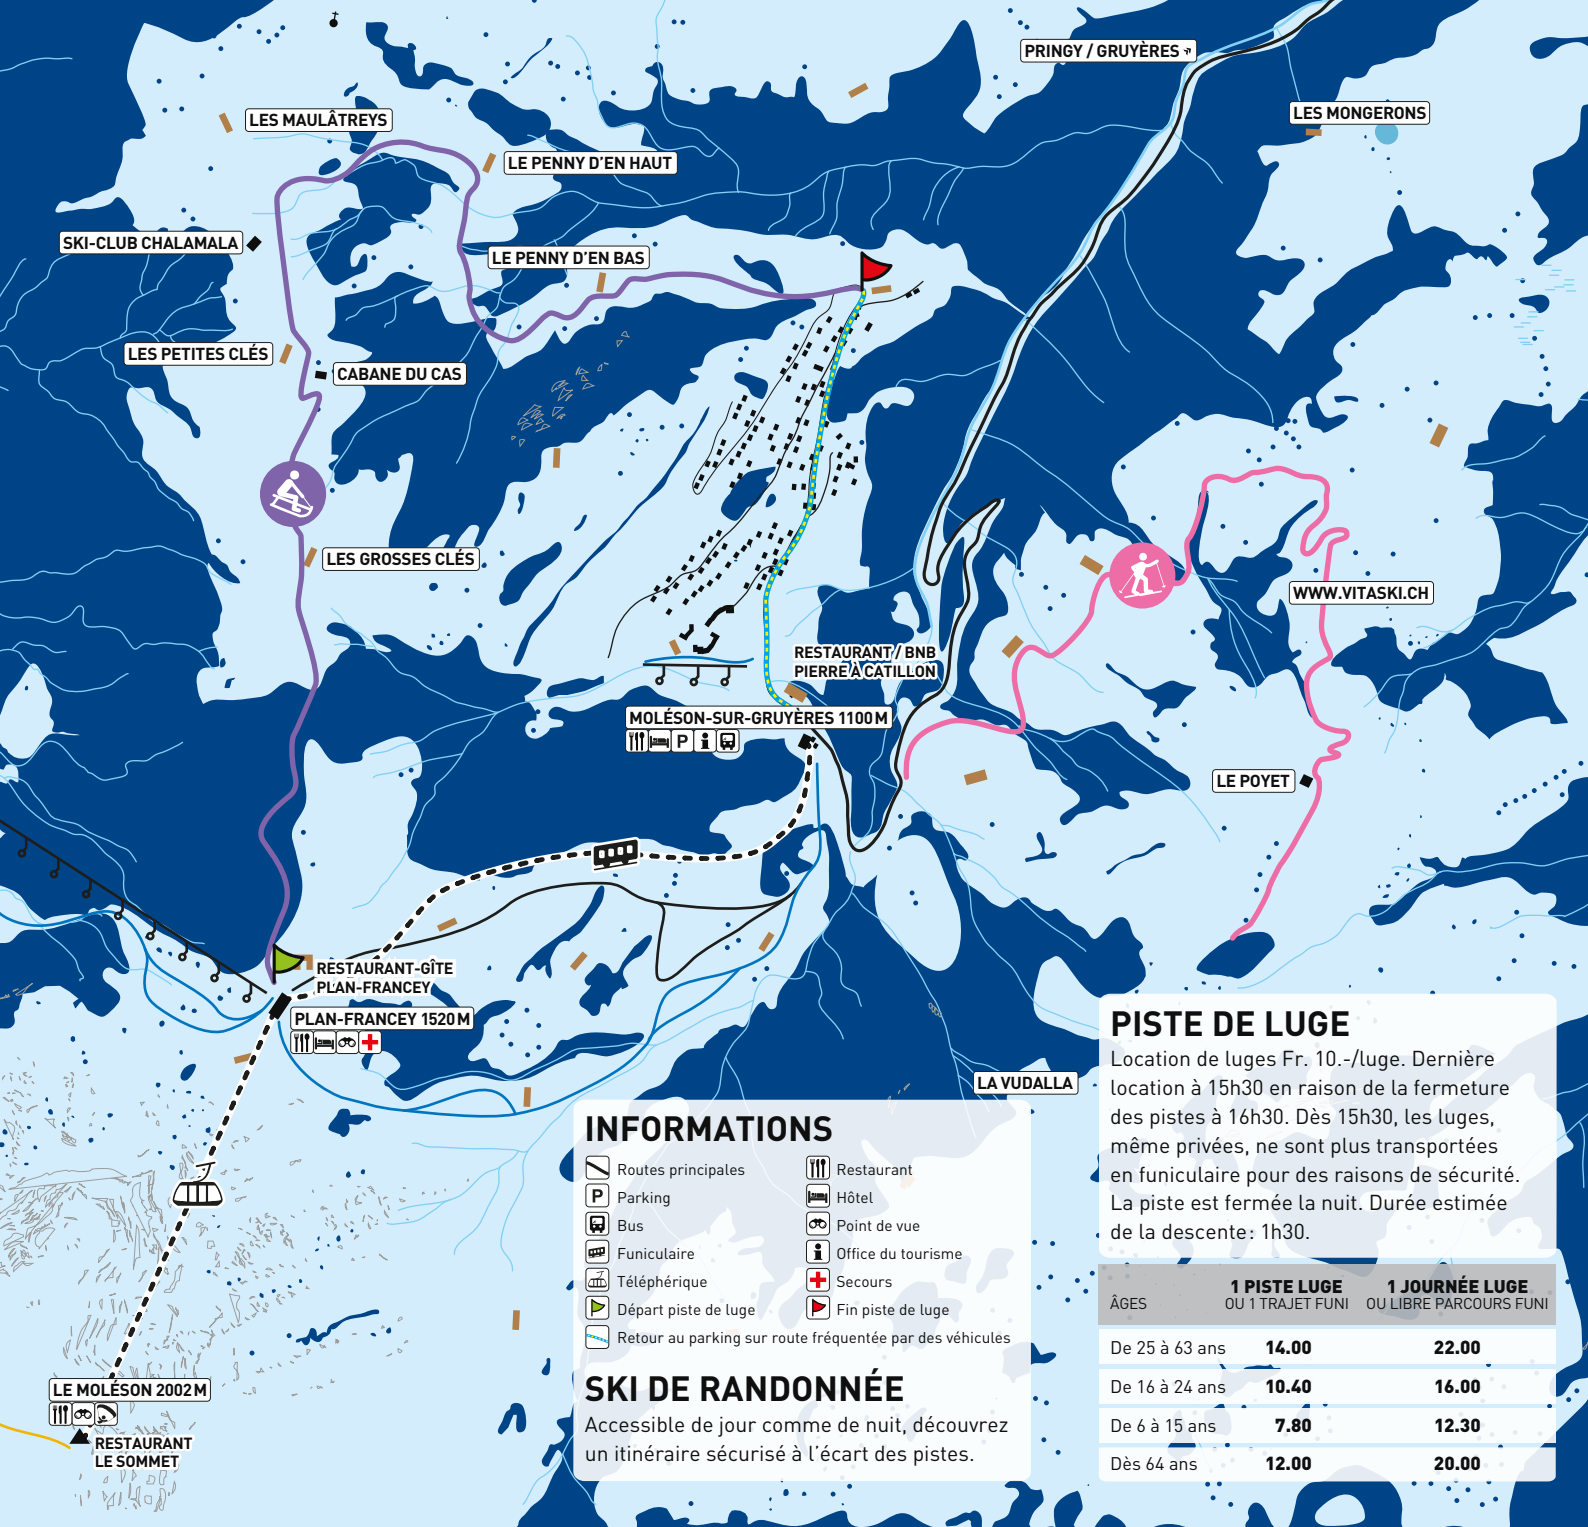 PRINGY / GRUYÈRES
LES MONGERONS
LES MAULÂTREYS
LE PENNY D'EN HAUT
SKI-CLUB CHALAMALA
LE PENNY D'EN BAS
LES PETITES CLÉS
CABANE DU CAS
LES GROSSES CLÉS
WWW.VITASKI.CH
RESTAURANT / BNB
PIERRE À CATILLON
MOLÉSON-SUR-GRUYÈRES 1100 M
P
LE POYET
RESTAURANT-GÎTE
PLAN-FRANCEY
PLAN-FRANCEY 1520 M
LA VUDALLA
LE MOLÉSON 2002 M
RESTAURANT
LE SOMMET
INFORMATIONS
Routes principales
P Parking
Bus
Funiculaire
Téléphérique
Départ piste de luge
Restaurant
Hôtel
Point de vue
Office du tourisme
Secours
Fin piste de luge
Retour au parking sur route fréquentée par des véhicules
SKI DE RANDONNÉE
Accessible de jour comme de nuit, découvrez
un itinéraire sécurisé à l'écart des pistes.
PISTE DE LUGE
Location de luges Fr. 10.-/luge. Dernière
location à 15h30 en raison de la fermeture
des pistes à 16h30. Dès 15h30, les luges,
même privées, ne sont plus transportées
en funiculaire pour des raisons de sécurité.
La piste est fermée la nuit. Durée estimée
de la descente : 1h30.
1 PISTE LUGE 1 JOURNÉE LUGE
ÂGES OU 1 TRAJET FUNI OU LIBRE PARCOURS FUNI
De 25 à 63 ans 14.00 22.00
De 16 à 24 ans 10.40 16.00
De 6 à 15 ans 7.80 12.30
Dès 64 ans 12.00 20.00